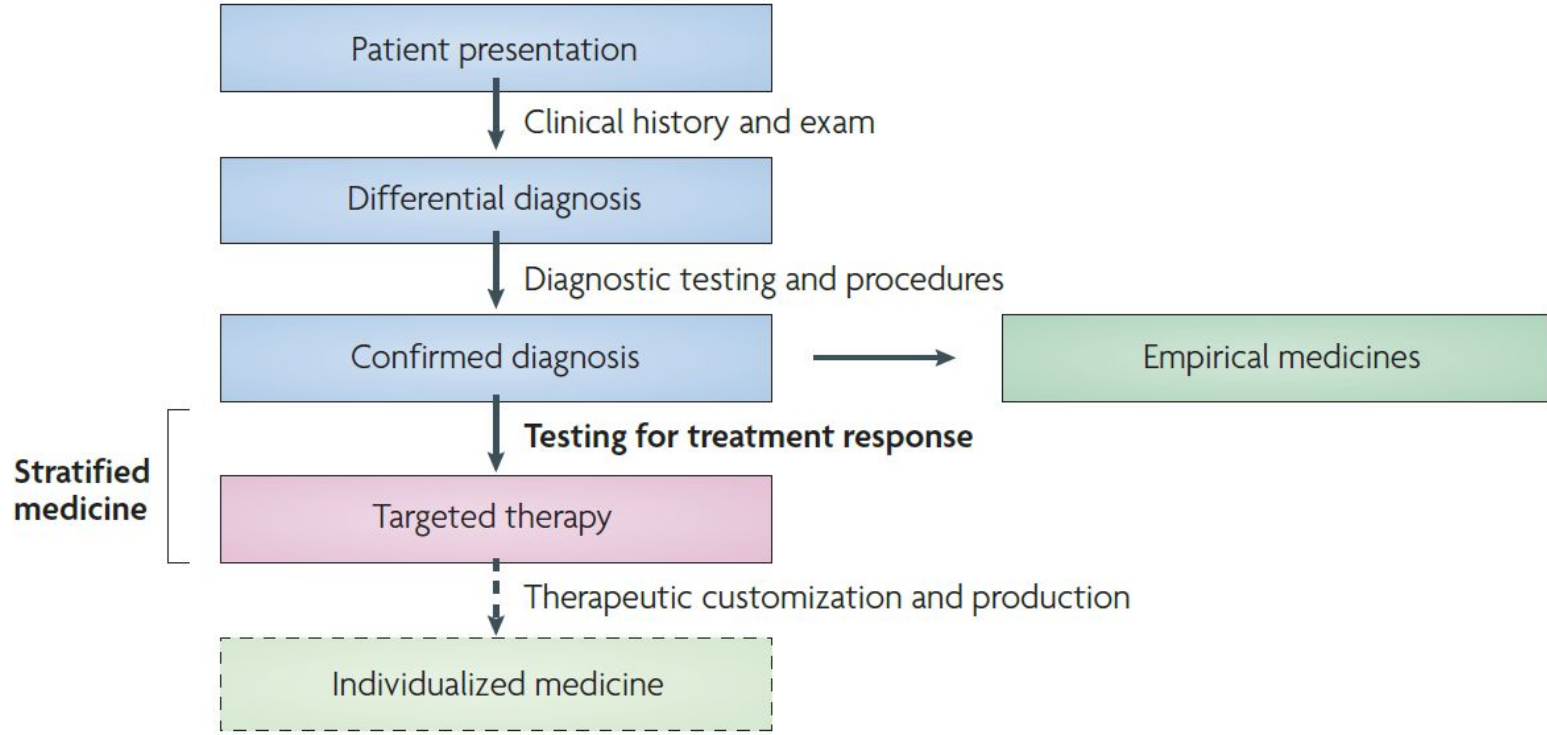 Patient presentation
Clinical history and exam
Differential diagnosis
Diagnostic testing and procedures
Confirmed diagnosis
Empirical medicines
Testing for treatment response
Stratified
medicine
Targeted therapy
Therapeutic customization and production
Individualized medicine